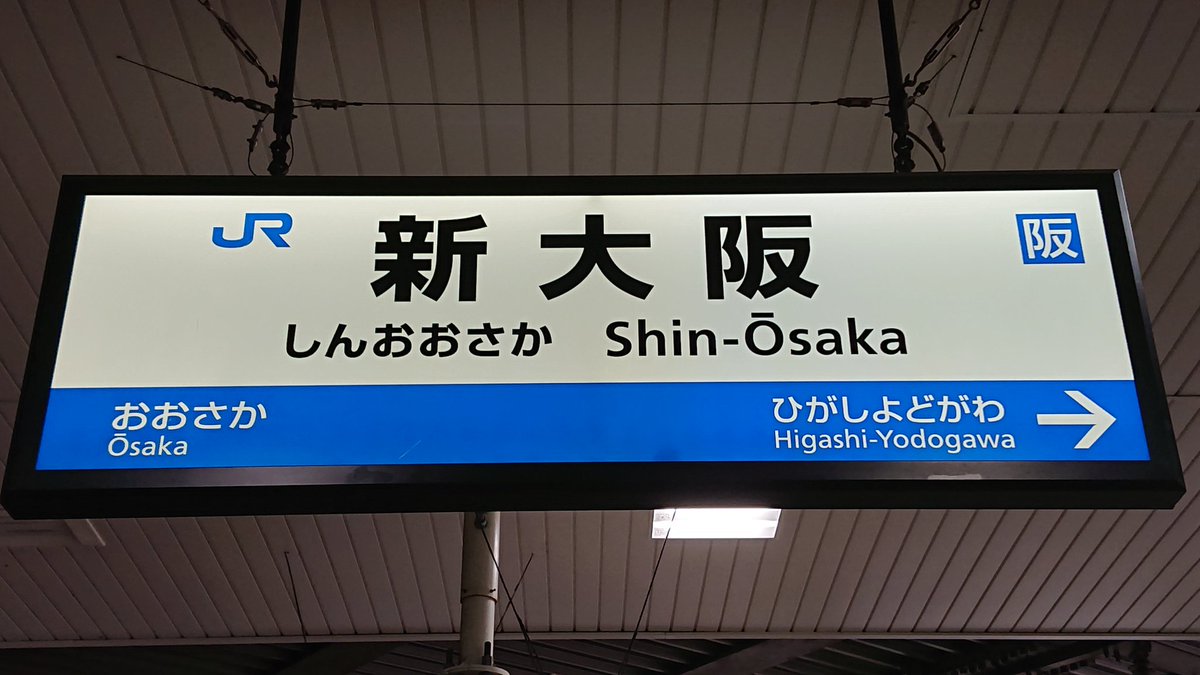 JR 新大阪 阪
しんおおさか Shin-Ōsaka
おおさか ひがしよどがわ →
Ōsaka Higashi-Yodogawa